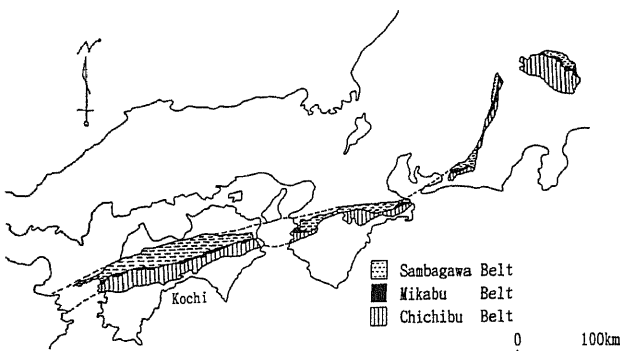 N
Kochi
Sambagawa Belt
Mikabu Belt
Chichibu Belt
0 100km